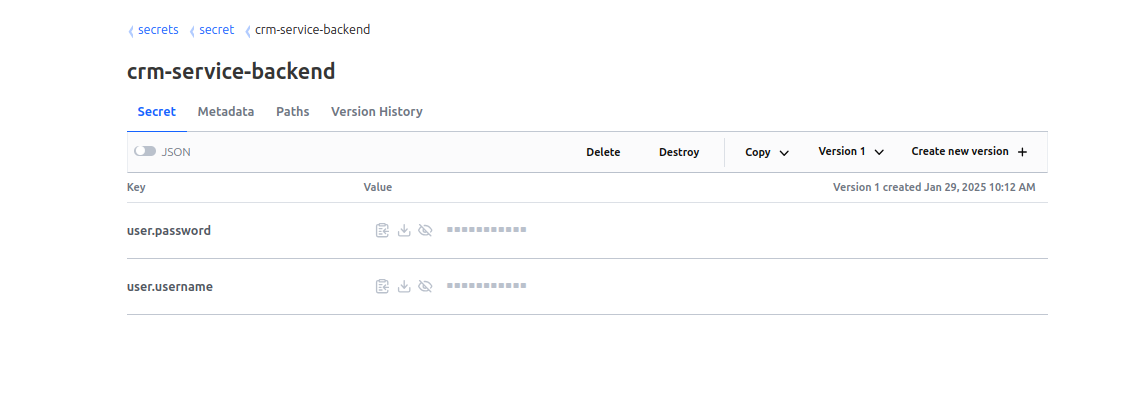 secrets secret crm-service-backend
crm-service-backend
Secret Metadata Paths Version History
JSON Delete Destroy Copy Version 1 Create new version +
Key Value Version 1 created Jan 29, 2025 10:12 AM
user.password
user.username